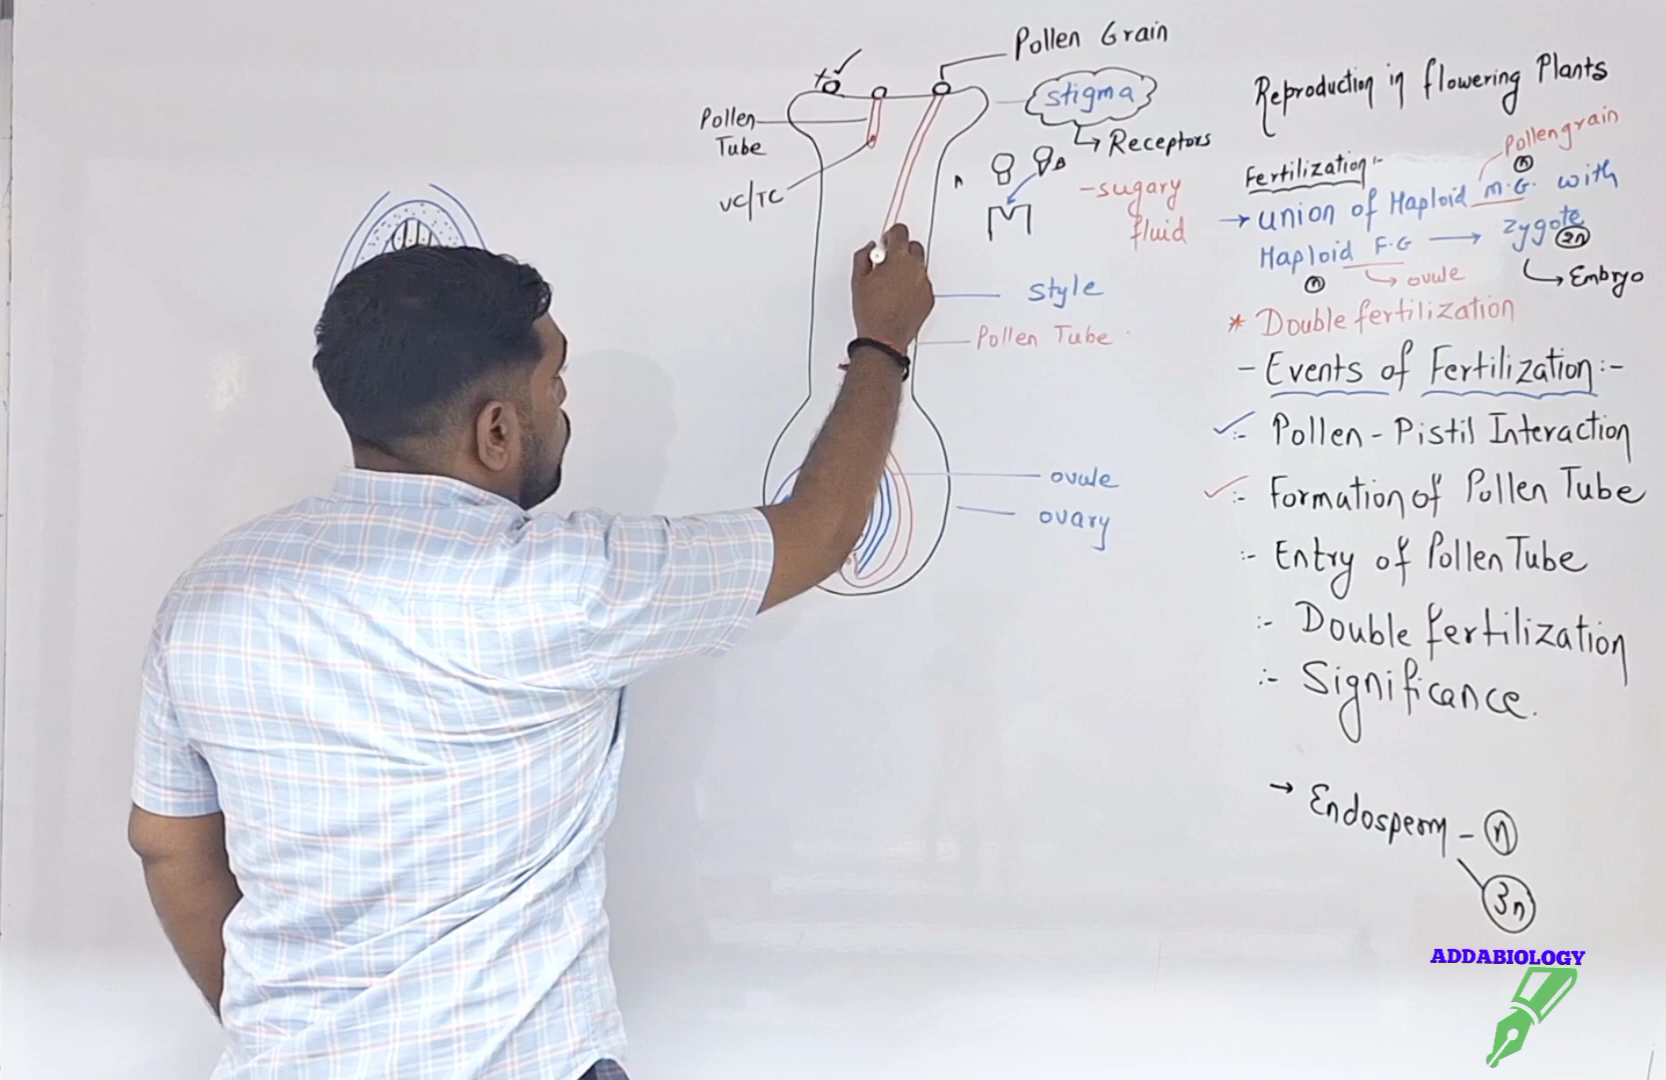 Pollen Grain
stigma
Receptors
-sugary
fluid
Pollen
Tube
VC/TC
style
Pollen Tube
ovule
ovary
Reproduction in flowering Plants
Pollengrain
Fertilization:-
n
→ union of Haploid M.G. with
Haploid F.G → zygote
2n
n
ovule
Embryo
* Double fertilization
- Events of Fertilization:-
:- Pollen-Pistil Interaction
:- Formation of Pollen Tube
:- Entry of Pollen Tube
:- Double fertilization
:- Significance.
→ Endosperm - n
3n
ADDABIOLOGY